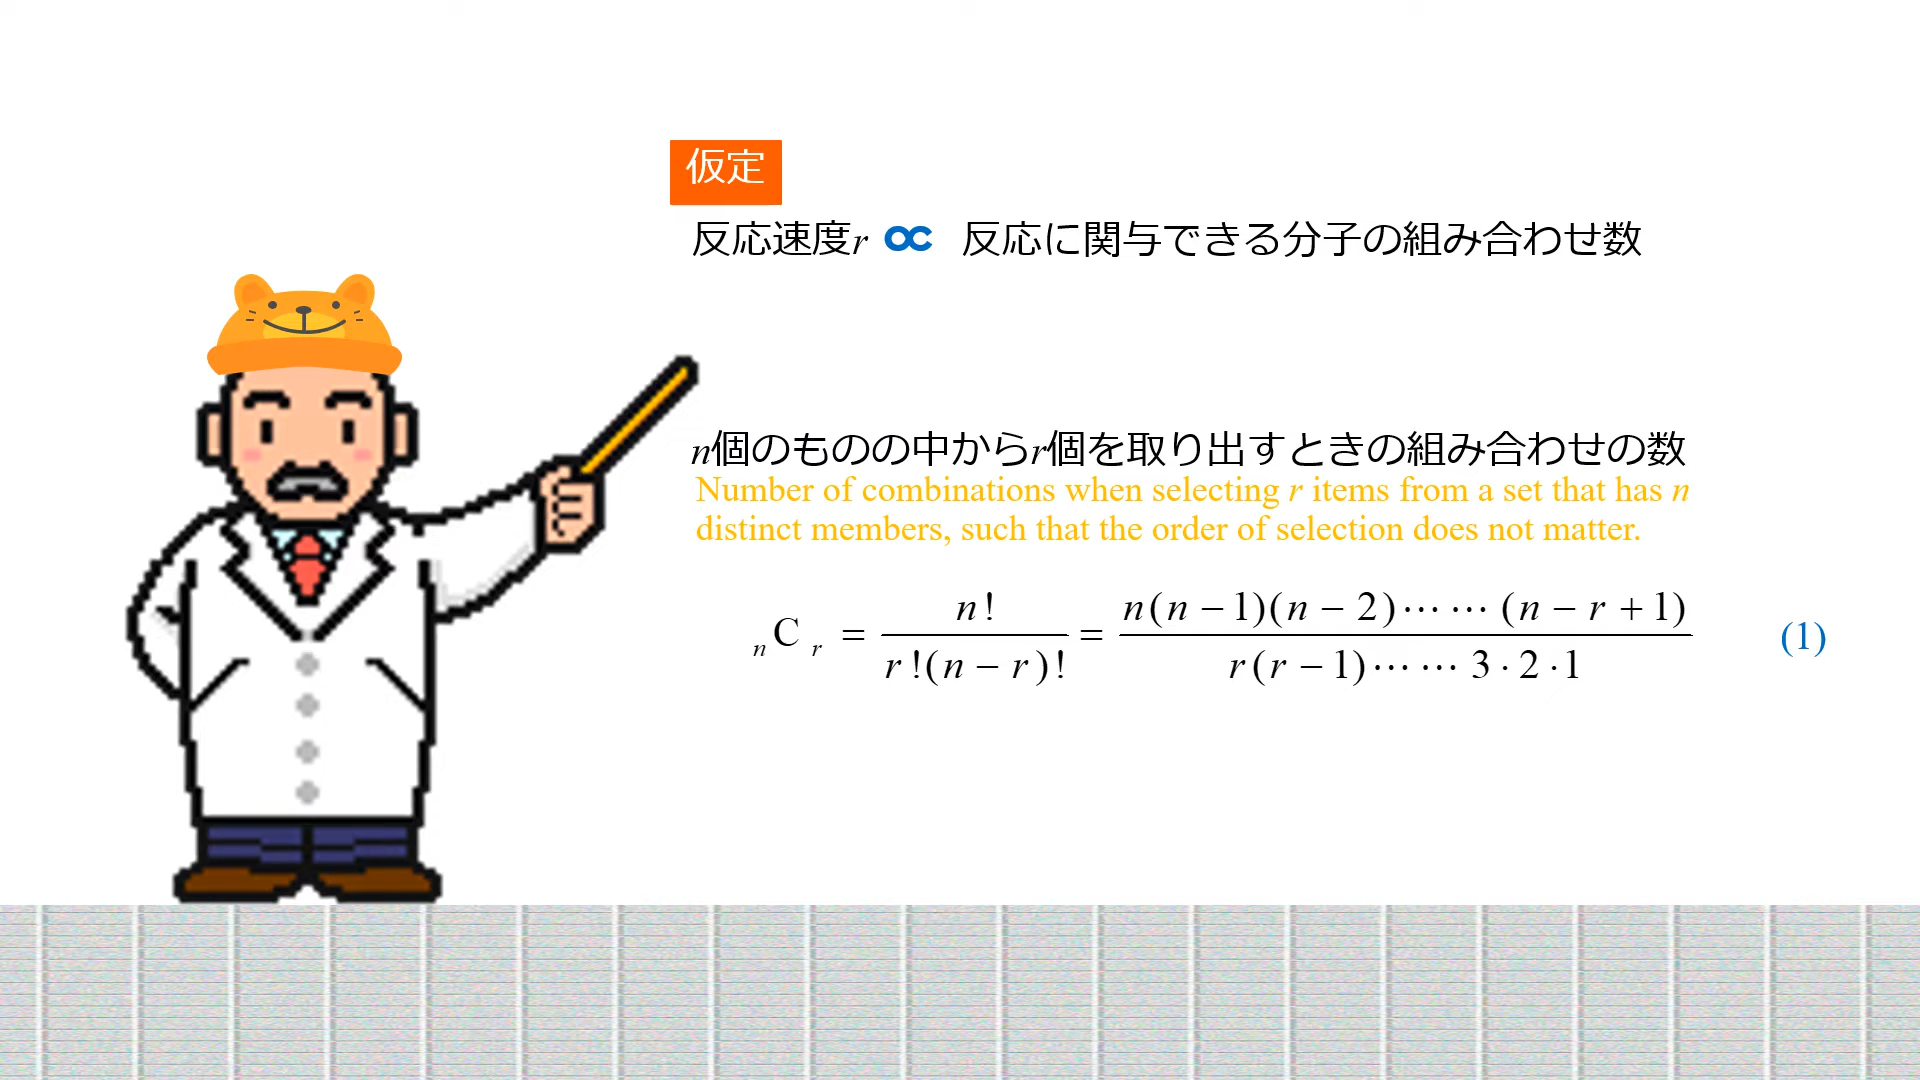 仮定
反応速度r ∝ 反応に関与できる分子の組み合わせ数
n個のものの中からr個を取り出すときの組み合わせの数
Number of combinations when selecting r items from a set that has n
distinct members, such that the order of selection does not matter.
nCr = n! / r!(n − r)! = n(n − 1)(n − 2)⋯⋯(n − r + 1) / r(r − 1)⋯⋯3·2·1 (1)